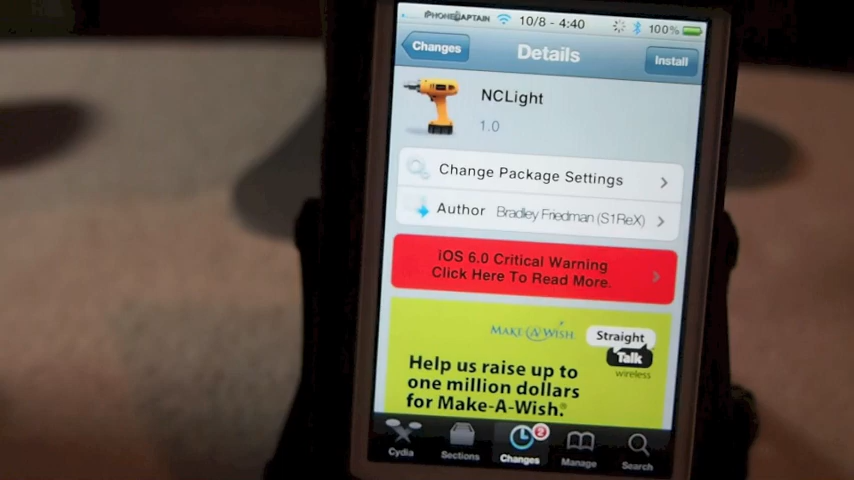 iPHONECAPTAIN 10/8 - 4:40 100%
Changes Details Install
NCLight
1.0
Change Package Settings
Author Bradley Friedman (S1ReX)
iOS 6.0 Critical Warning
Click Here To Read More.
MAKE A WISH.
Straight
Talk
wireless
Help us raise up to
one million dollars
for Make-A-Wish.®
2
Cydia Sections Changes Manage Search